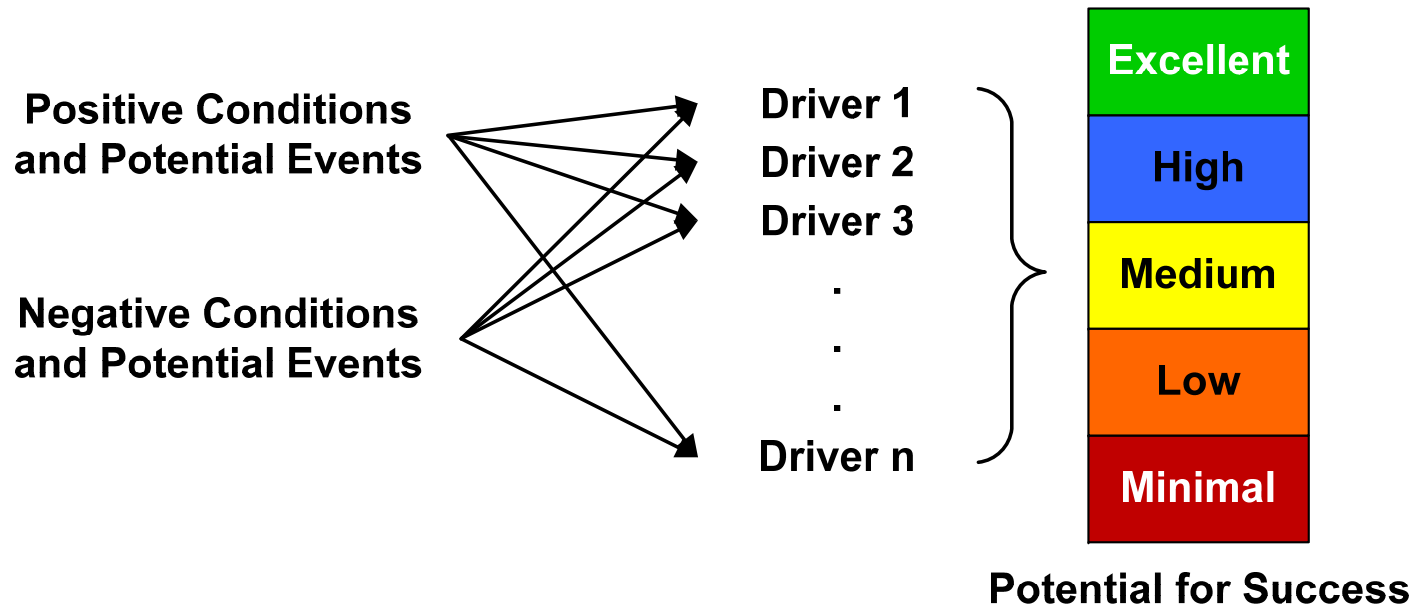 Positive Conditions
and Potential Events
Negative Conditions
and Potential Events
Driver 1
Driver 2
Driver 3
.
.
.
Driver n
Excellent
High
Medium
Low
Minimal
Potential for Success